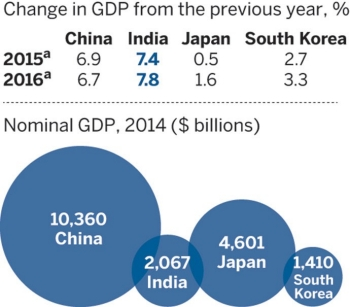 Change in GDP from the previous year, %
China India Japan South Korea
2015a 6.9 7.4 0.5 2.7
2016a 6.7 7.8 1.6 3.3
Nominal GDP, 2014 ($ billions)
10,360
China
2,067
India
4,601
Japan
1,410
South
Korea